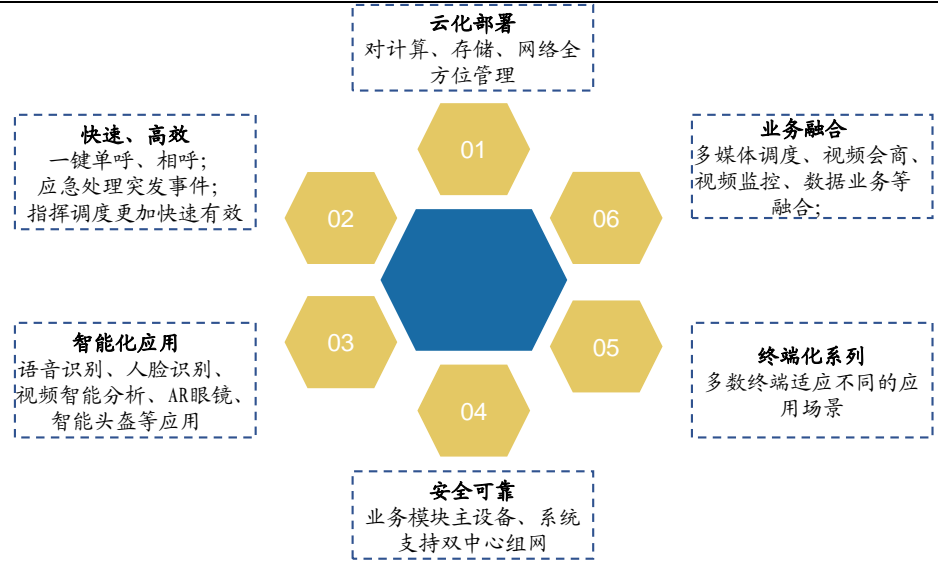 云化部署
对计算、存储、网络全
方位管理
01
快速、高效
一键单呼、相呼；
应急处理突发事件；
指挥调度更加快速有效
02
智能化应用
语音识别、人脸识别、
视频智能分析、AR眼镜、
智能头盔等应用
03
04
安全可靠
业务模块主设备、系统
支持双中心组网
05
终端化系列
多数终端适应不同的应
用场景
06
业务融合
多媒体调度、视频会商、
视频监控、数据业务等
融合；